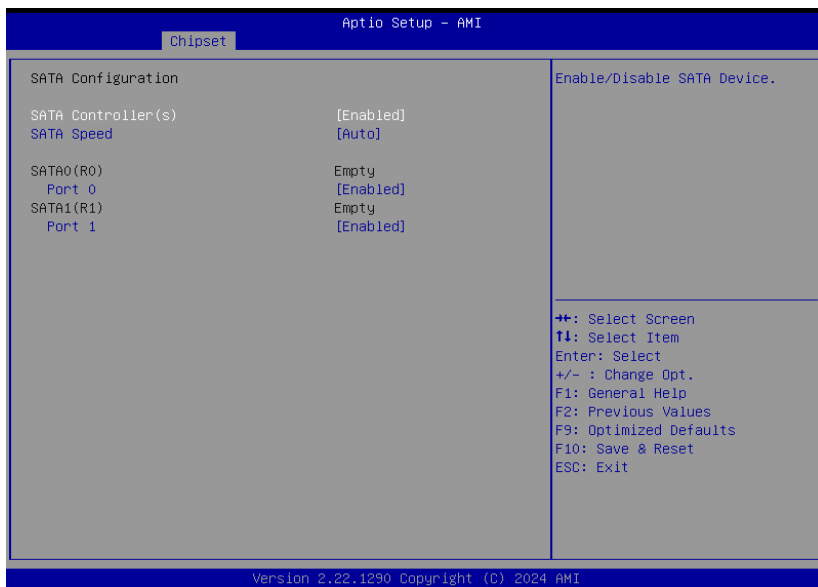 Aptio Setup – AMI
Chipset
SATA Configuration
SATA Controller(s) [Enabled]
SATA Speed [Auto]
SATA0(R0) Empty
Port 0 [Enabled]
SATA1(R1) Empty
Port 1 [Enabled]
Enable/Disable SATA Device.
→←: Select Screen
↑↓: Select Item
Enter: Select
+/- : Change Opt.
F1: General Help
F2: Previous Values
F9: Optimized Defaults
F10: Save & Reset
ESC: Exit
Version 2.22.1290 Copyright (C) 2024 AMI